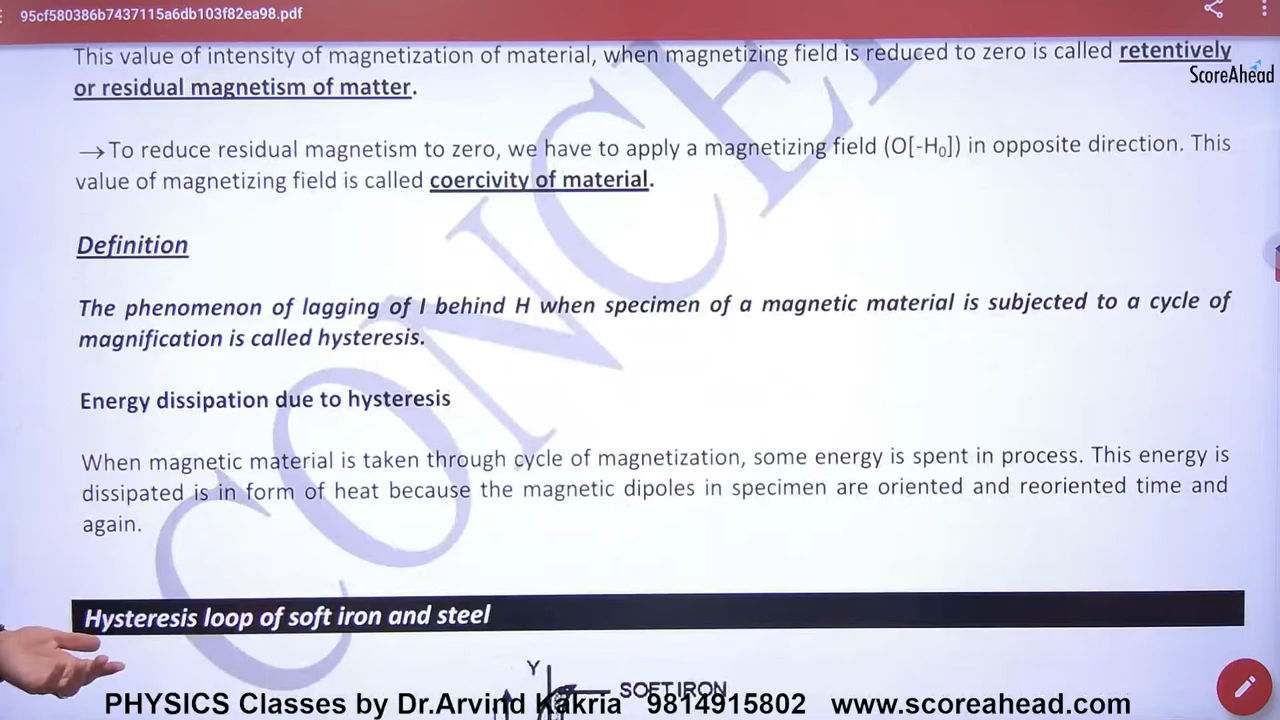 95cf580386b7437115a6db103f82ea98.pdf
This value of intensity of magnetization of material, when magnetizing field is reduced to zero is called retentively
ScoreAhead
or residual magnetism of matter.
→To reduce residual magnetism to zero, we have to apply a magnetizing field (O[-H₀]) in opposite direction. This
value of magnetizing field is called coercivity of material.
Definition
The phenomenon of lagging of I behind H when specimen of a magnetic material is subjected to a cycle of
magnification is called hysteresis.
Energy dissipation due to hysteresis
When magnetic material is taken through cycle of magnetization, some energy is spent in process. This energy is
dissipated is in form of heat because the magnetic dipoles in specimen are oriented and reoriented time and
again.
Hysteresis loop of soft iron and steel
Y
SOFT IRON
PHYSICS Classes by Dr.Arvind Kakria 9814915802 www.scoreahead.com